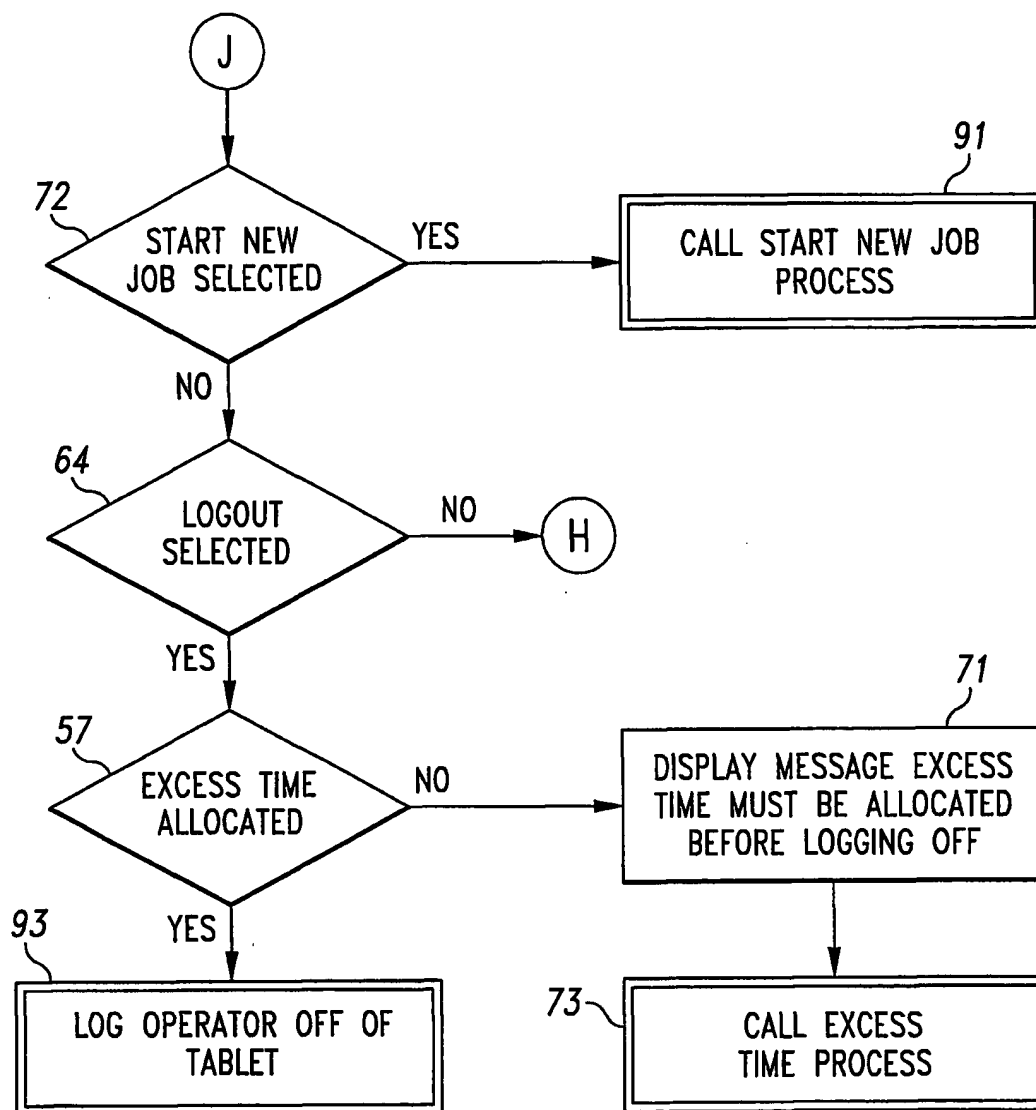 J
72
START NEW
JOB SELECTED
YES
91
CALL START NEW JOB
PROCESS
NO
64
LOGOUT
SELECTED
NO
H
YES
57
EXCESS TIME
ALLOCATED
NO
71
DISPLAY MESSAGE EXCESS
TIME MUST BE ALLOCATED
BEFORE LOGGING OFF
YES
93
LOG OPERATOR OFF OF
TABLET
73
CALL EXCESS
TIME PROCESS